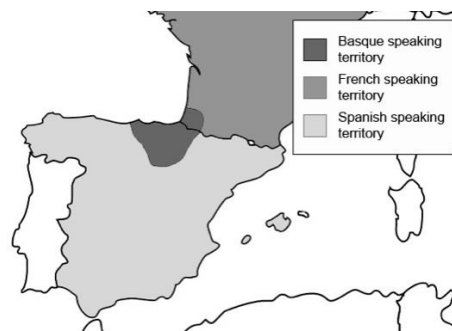 Basque speaking
territory
French speaking
territory
Spanish speaking
territory